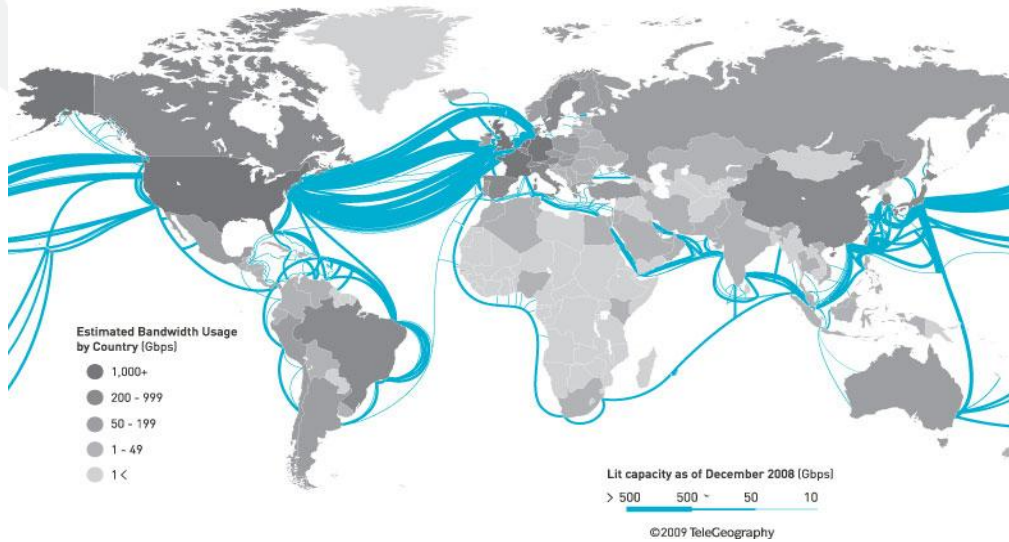 Estimated Bandwidth Usage
by Country (Gbps)
1,000+
200 - 999
50 - 199
1 - 49
1 <
Lit capacity as of December 2008 (Gbps)
> 500 500 ~ 50 10
©2009 TeleGeography